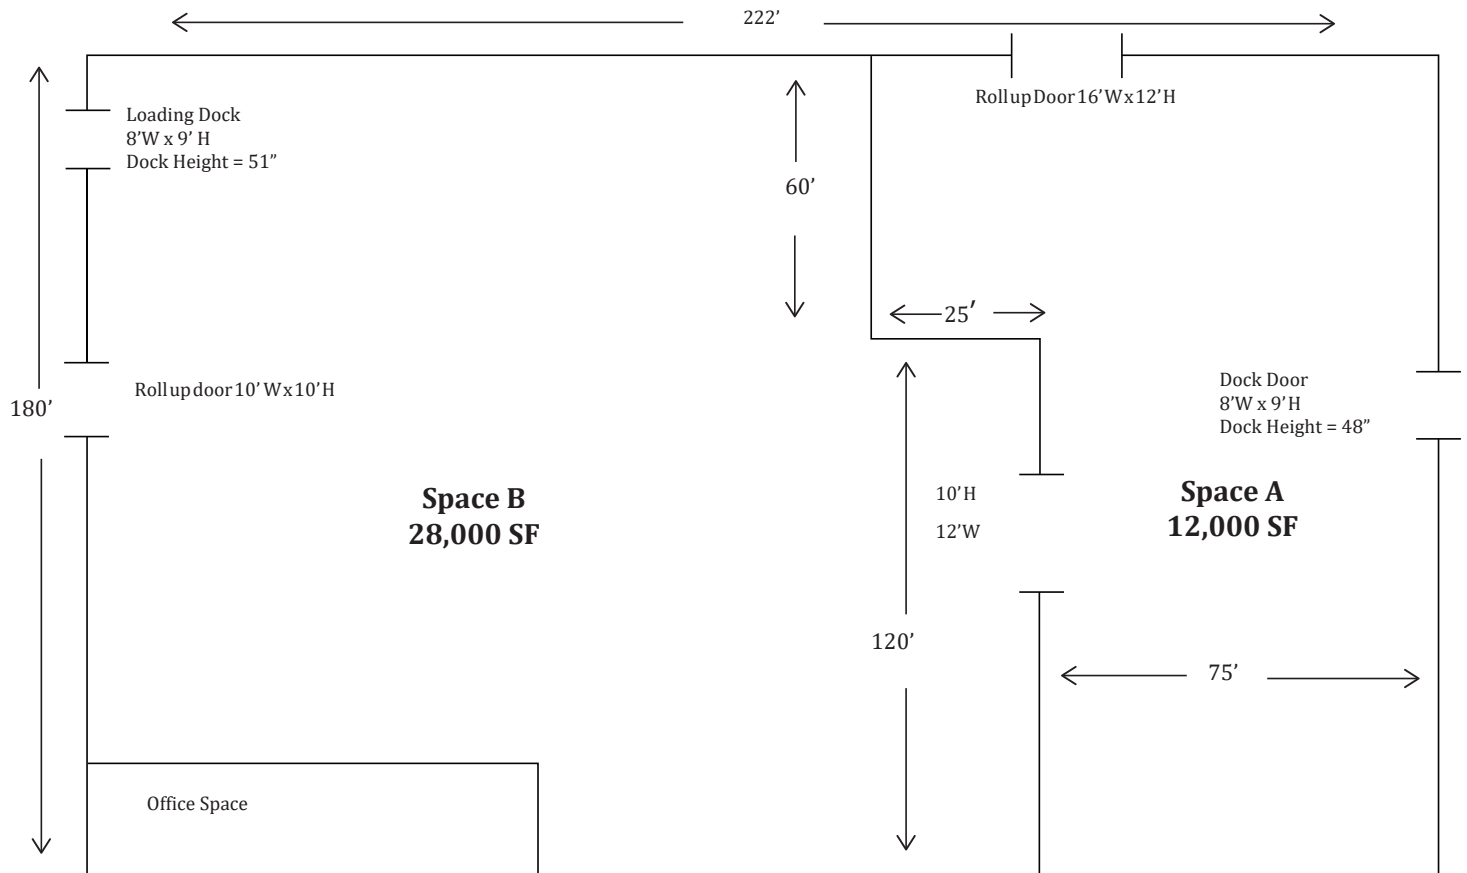 222’
Rollup Door 16’ W x 12’H
Loading Dock
8’W x 9’ H
Dock Height = 51”
60’
25’
Rollup door 10’ W x 10’H
180’
Dock Door
8’W x 9’H
Dock Height = 48”
Space B
28,000 SF
10’H
12’W
Space A
12,000 SF
120’
75’
Office Space